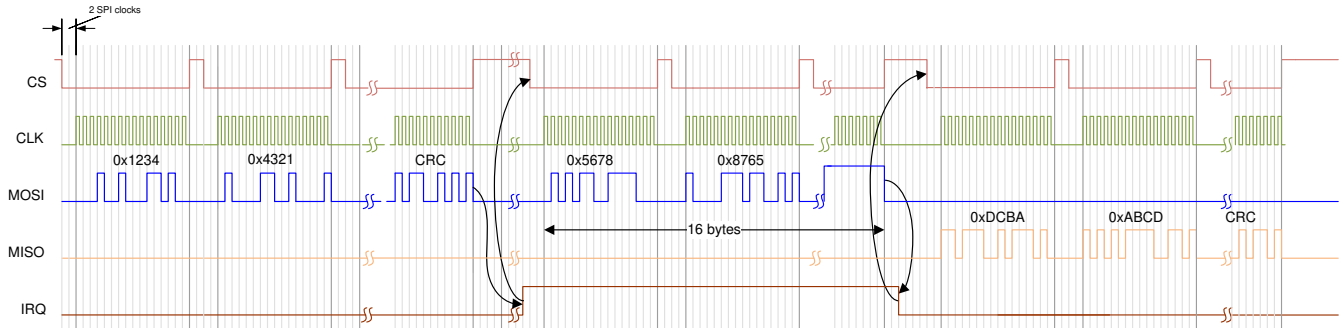 2 SPI clocks
CS
CLK
0x1234 0x4321 CRC 0x5678 0x8765
MOSI
0xDCBA 0xABCD CRC
16 bytes
MISO
IRQ